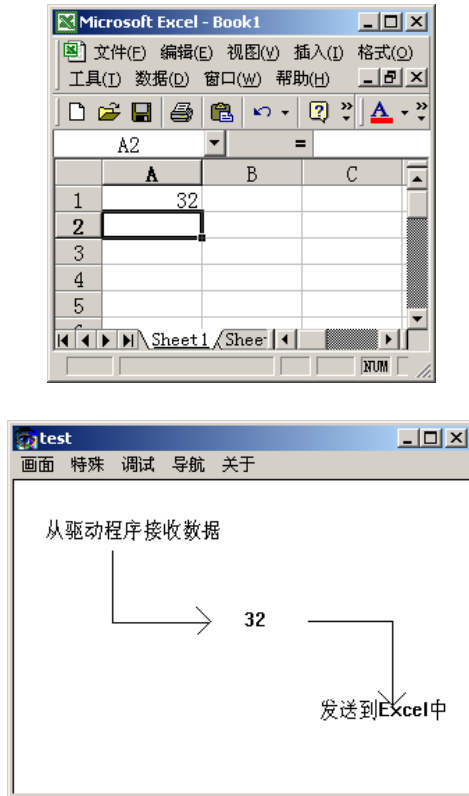 Microsoft Excel - Book1
文件(F) 编辑(E) 视图(V) 插入(I) 格式(O)
工具(T) 数据(D) 窗口(W) 帮助(H)
A2 =
A B C
1 32
2
3
4
5
Sheet1 Shee
NUM
test
画面 特殊 调试 导航 关于
从驱动程序接收数据
32
发送到Excel中